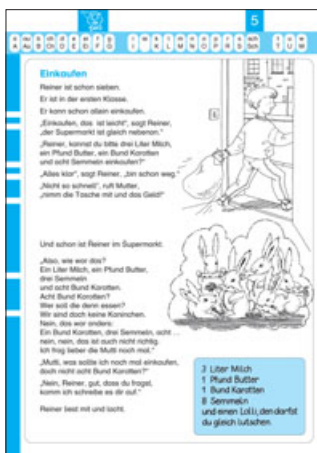 5
a au b ch d e f g i m k l m n o p r s sch t u w
A Au B Ch D E F G K L M N O P R S Sch T U W
Einkaufen
Reiner ist schon sieben.
Er ist in der ersten Klasse.
Er kann schon allein einkaufen.
„Einkaufen, das ist leicht", sagt Reiner,
„der Supermarkt ist gleich nebenan."
„Reiner, kannst du bitte drei Liter Milch,
ein Pfund Butter, ein Bund Karotten
und acht Semmeln einkaufen?"
„Alles klar", sagt Reiner, „bin schon weg."
„Nicht so schnell", ruft Mutter,
„nimm die Tasche mit und das Geld!"
Und schon ist Reiner im Supermarkt.
„Also, wie war das?
Ein Liter Milch, ein Pfund Butter,
drei Semmeln
und acht Bund Karotten.
Acht Bund Karotten?
Wer soll die denn essen?
Wir sind doch keine Kaninchen.
Nein, das war anders:
Ein Bund Karotten, drei Semmeln, acht ...
nein, nein, das ist auch nicht richtig.
Ich frag lieber die Mutti noch mal."
„Mutti, was sollte ich noch mal einkaufen,
doch nicht acht Bund Karotten?"
„Nein, Reiner, gut, dass du fragst,
komm ich schreibe es dir auf."
Reiner liest mit und lacht.
3 Liter Milch
1 Pfund Butter
1 Bund Karotten
8 Semmeln
und einen Lolli, den darfst
du gleich lutschen.